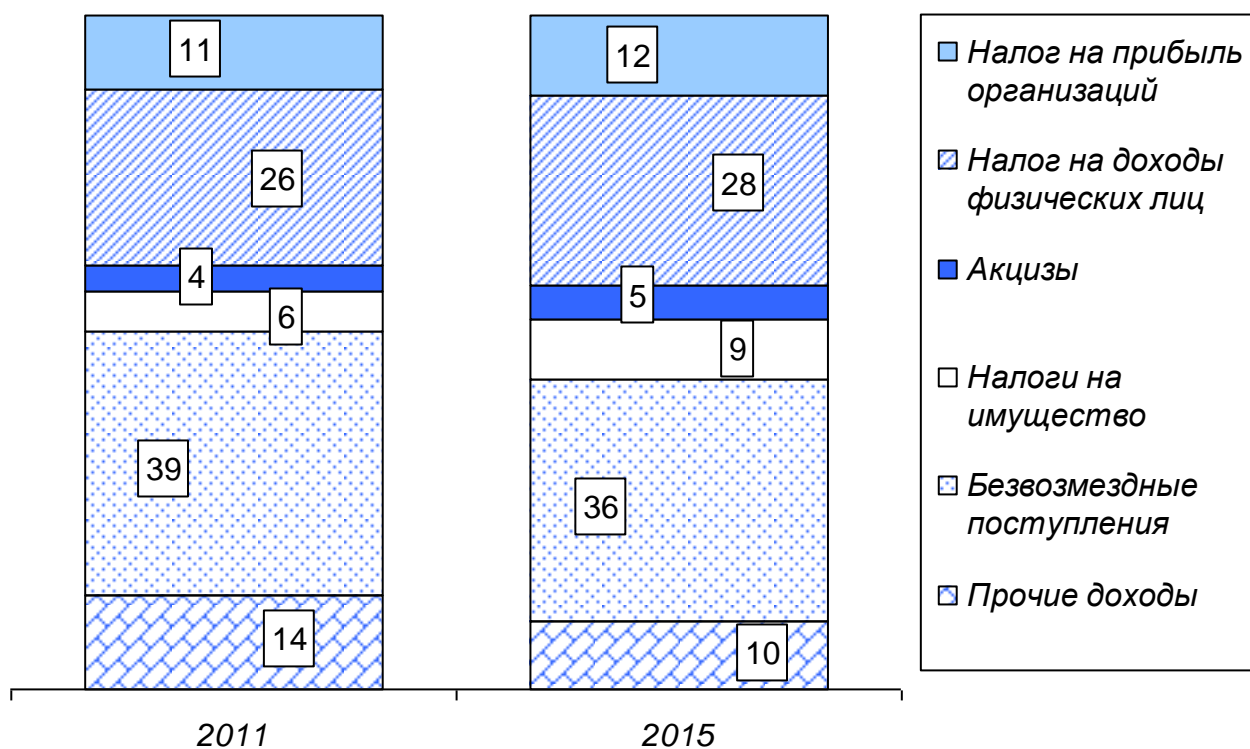 11
26
4
6
39
14
12
28
5
9
36
10
2011
2015
Налог на прибыль
организаций
Налог на доходы
физических лиц
Акцизы
Налоги на
имущество
Безвозмездные
поступления
Прочие доходы